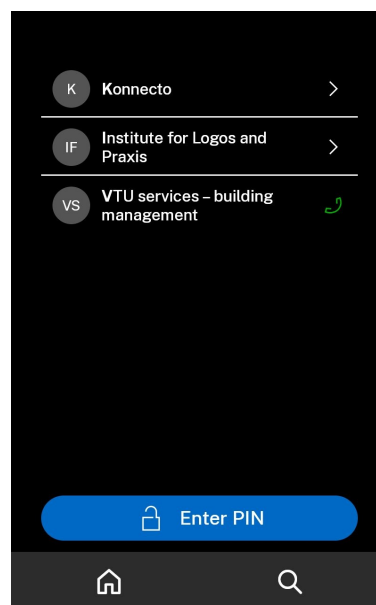 K
Konnecto
IF
Institute for Logos and
Praxis
VS
VTU services – building
management
Enter PIN